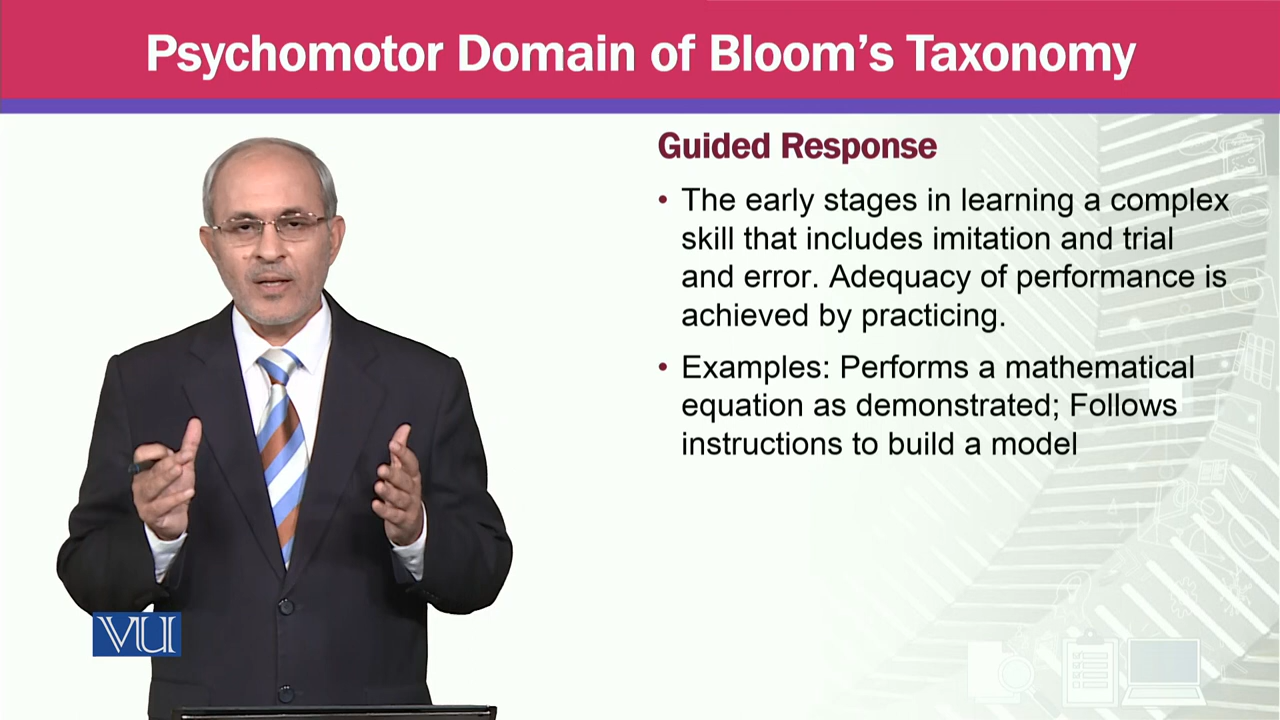 Psychomotor Domain of Bloom's Taxonomy
Guided Response
• The early stages in learning a complex
skill that includes imitation and trial
and error. Adequacy of performance is
achieved by practicing.
• Examples: Performs a mathematical
equation as demonstrated; Follows
instructions to build a model
VU